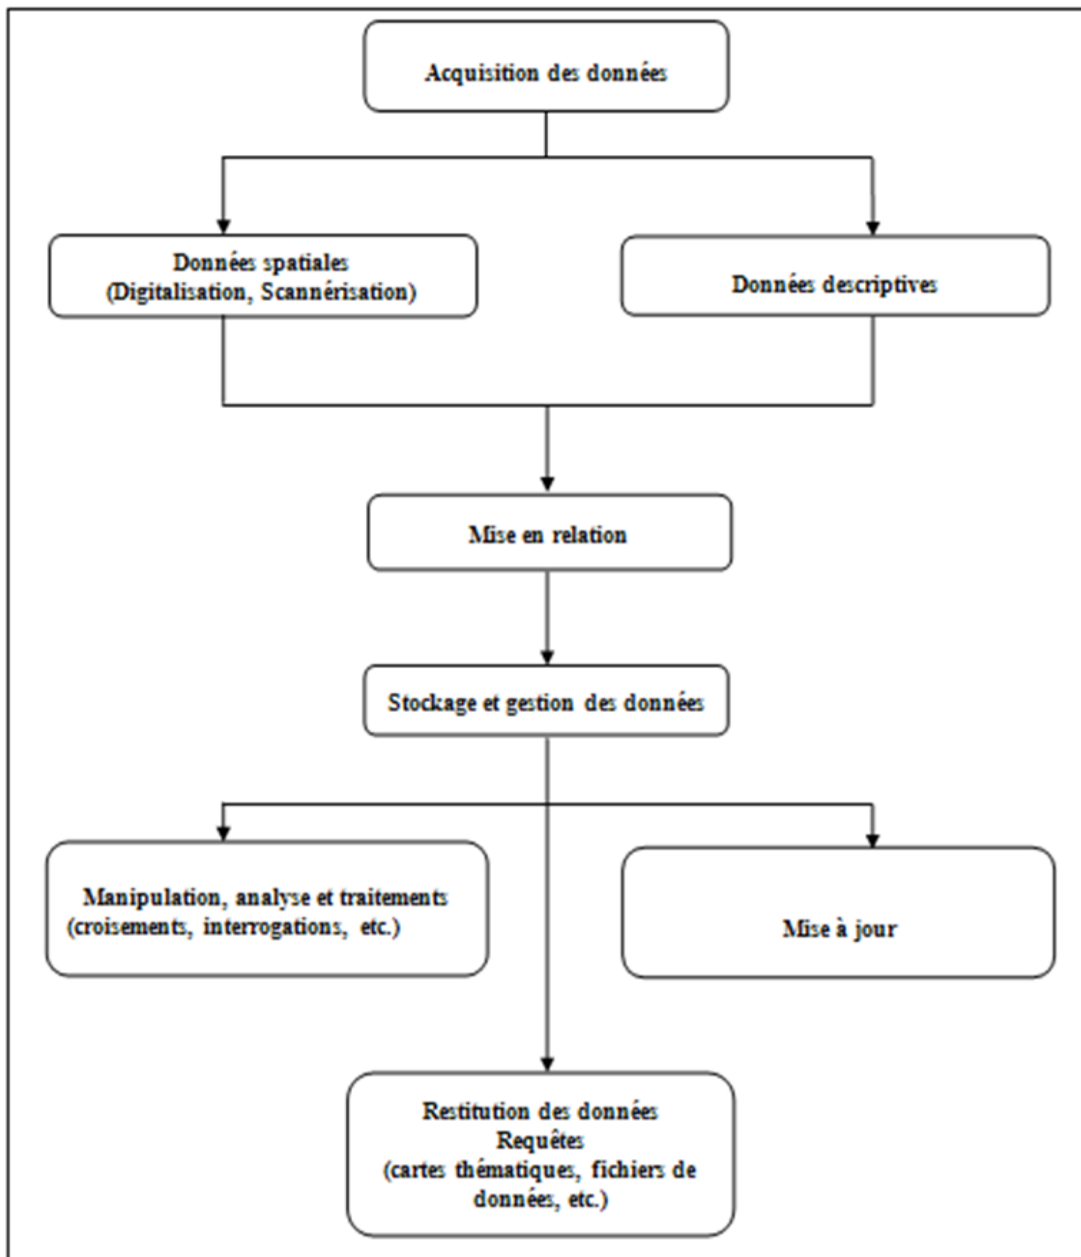 Acquisition des données
Données spatiales
(Digitalisation, Scannérisation)
Données descriptives
Mise en relation
Stockage et gestion des données
Manipulation, analyse et traitements
(croisements, interrogations, etc.)
Mise à jour
Restitution des données
Requêtes
(cartes thématiques, fichiers de
données, etc.)